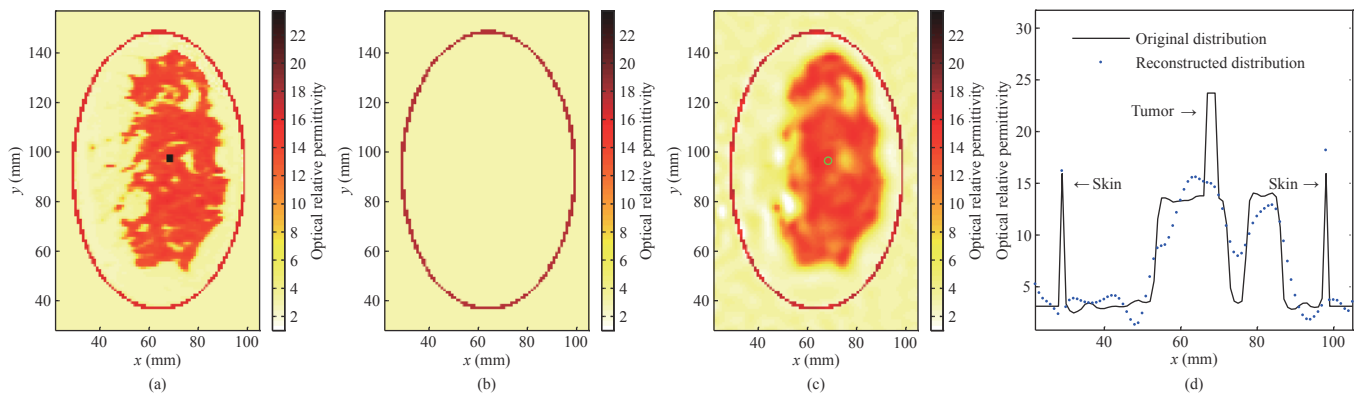 140
120
100
80
60
40
y (mm)
40 60 80 100
x (mm)
(a)
22
20
18
16
14
12
10
8
6
4
2
Optical relative pemittivity
140
120
100
80
60
40
y (mm)
40 60 80 100
x (mm)
(b)
22
20
18
16
14
12
10
8
6
4
2
Optical relative pemittivity
140
120
100
80
60
40
y (mm)
40 60 80 100
x (mm)
(c)
22
20
18
16
14
12
10
8
6
4
2
Optical relative pemittivity
30
25
20
15
10
5
Optical relative pemittivity
Original distribution
Reconstructed distribution
Tumor →
← Skin
Skin →
40 60 80 100
x (mm)
(d)